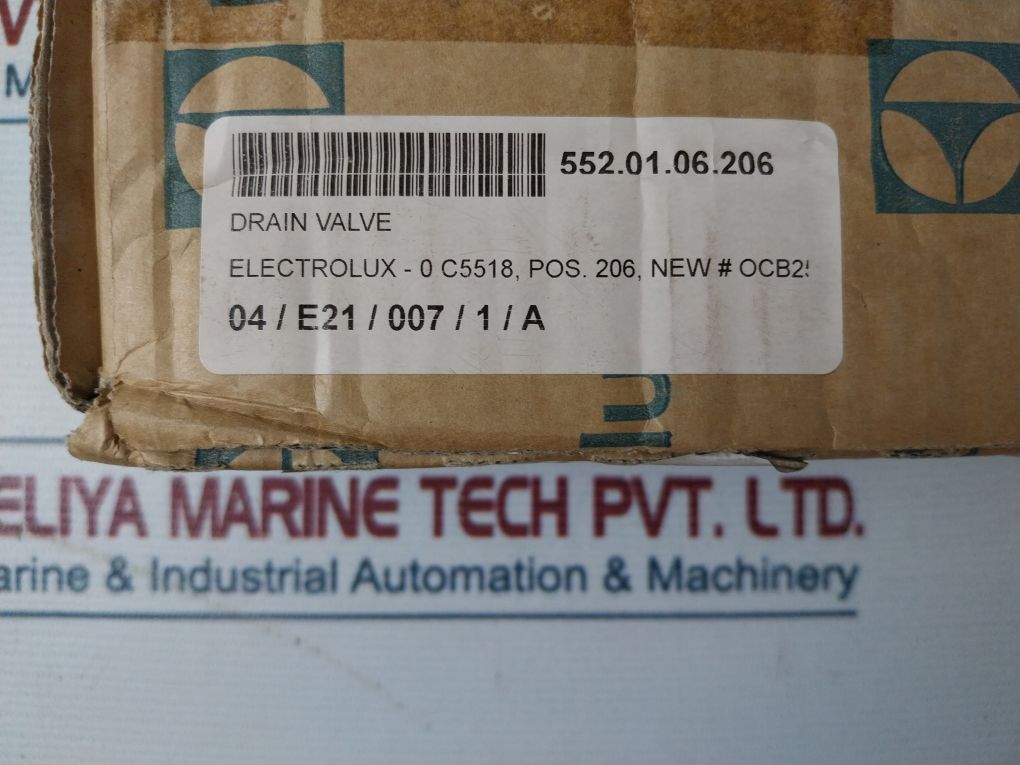 552.01.06.206
DRAIN VALVE
ELECTROLUX - 0 C5518, POS. 206, NEW # OCB2
04 / E21 / 007 / 1 / A
ELIYA MARINE TECH PVT. LTD.
arine & Industrial Automation & Machinery